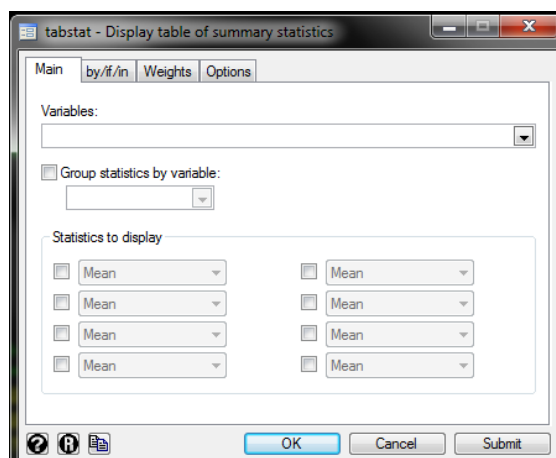 tabstat - Display table of summary statistics
Main by/if/in Weights Options
Variables:
Group statistics by variable:
Statistics to display
Mean Mean
Mean Mean
Mean Mean
Mean Mean
? R OK Cancel Submit